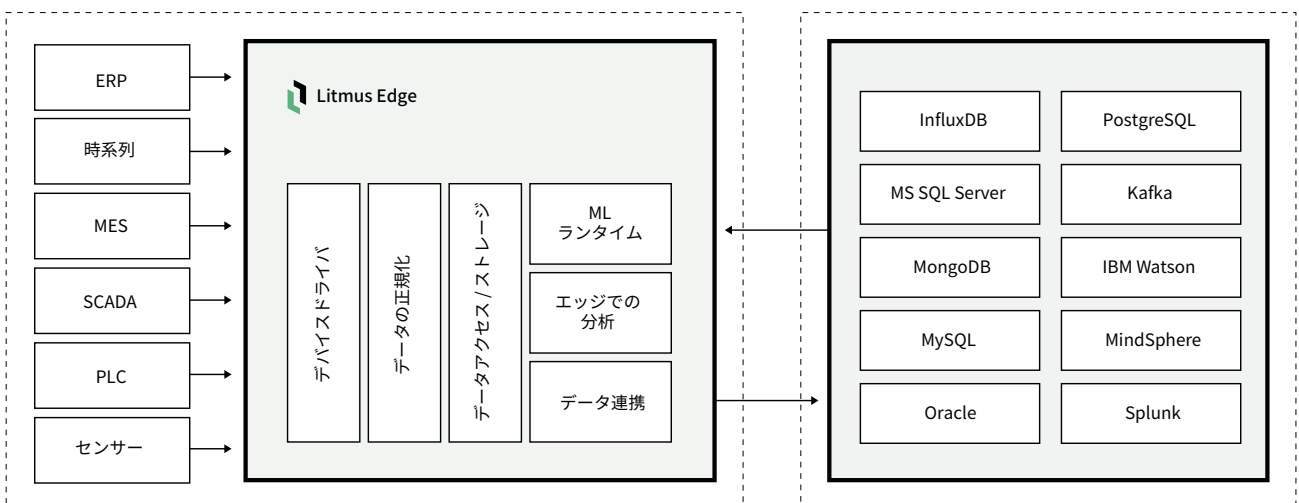 ERP
時系列
MES
SCADA
PLC
センサー
Litmus Edge
デバイスドライバ
データの正規化
データアクセス / ストレージ
ML
ランタイム
エッジでの
分析
データ連携
InfluxDB
PostgreSQL
MS SQL Server
Kafka
MongoDB
IBM Watson
MySQL
MindSphere
Oracle
Splunk